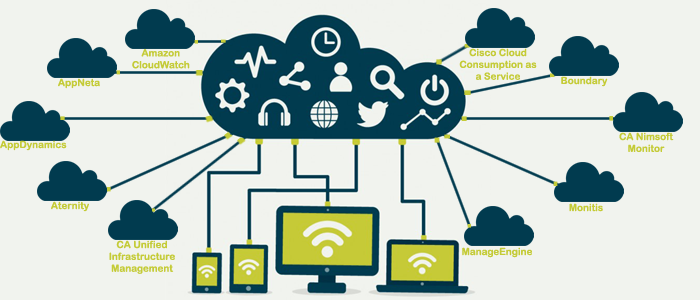 Amazon
CloudWatch
AppNeta
AppDynamics
Aternity
CA Unified
Infrastructure
Management
Cisco Cloud
Consumption as
a Service
Boundary
CA Nimsoft
Monitor
Monitis
ManageEngine